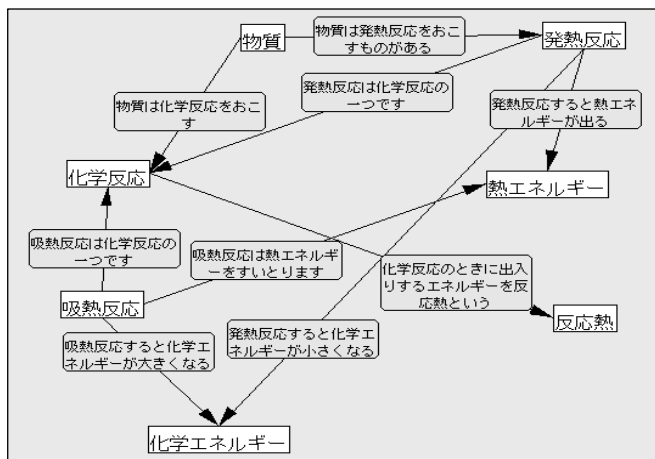 物質
物質は発熱反応をおこ
すものがある
発熱反応
物質は化学反応をおこ
す
発熱反応は化学反応の
一つです
発熱反応すると熱エネ
ルギーが出る
化学反応
熱エネルギー
吸熱反応は化学反応の
一つです
吸熱反応は熱エネルギ
ーをすいとります
化学反応のときに出入
りするエネルギーを反
応熱という
吸熱反応
反応熱
吸熱反応すると化学エ
ネルギーが大きくなる
発熱反応すると化学エ
ネルギーが小さくなる
化学エネルギー